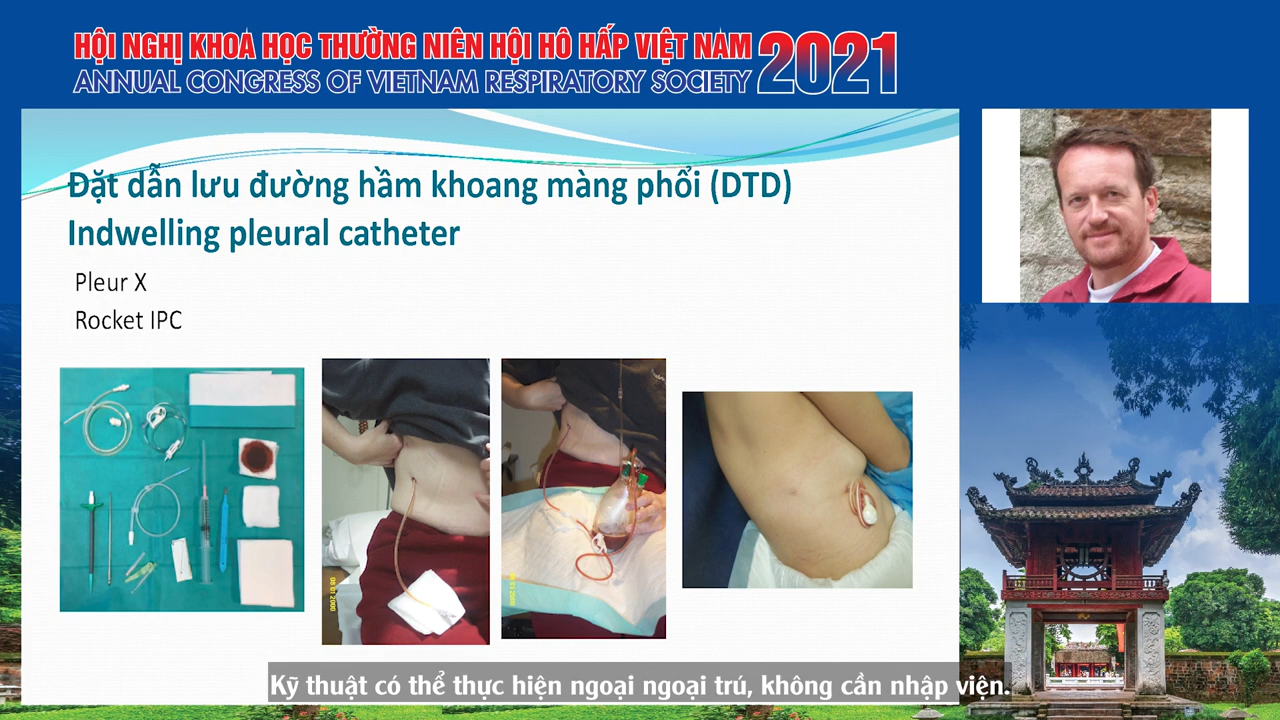 HỘI NGHỊ KHOA HỌC THƯỜNG NIÊN HỘI HÔ HẤP VIỆT NAM 2021
ANNUAL CONGRESS OF VIETNAM RESPIRATORY SOCIETY
Đặt dẫn lưu đường hầm khoang màng phổi (DTD)
Indwelling pleural catheter
Pleur X
Rocket IPC
Kỹ thuật có thể thực hiện ngoại ngoại trú, không cần nhập viện.